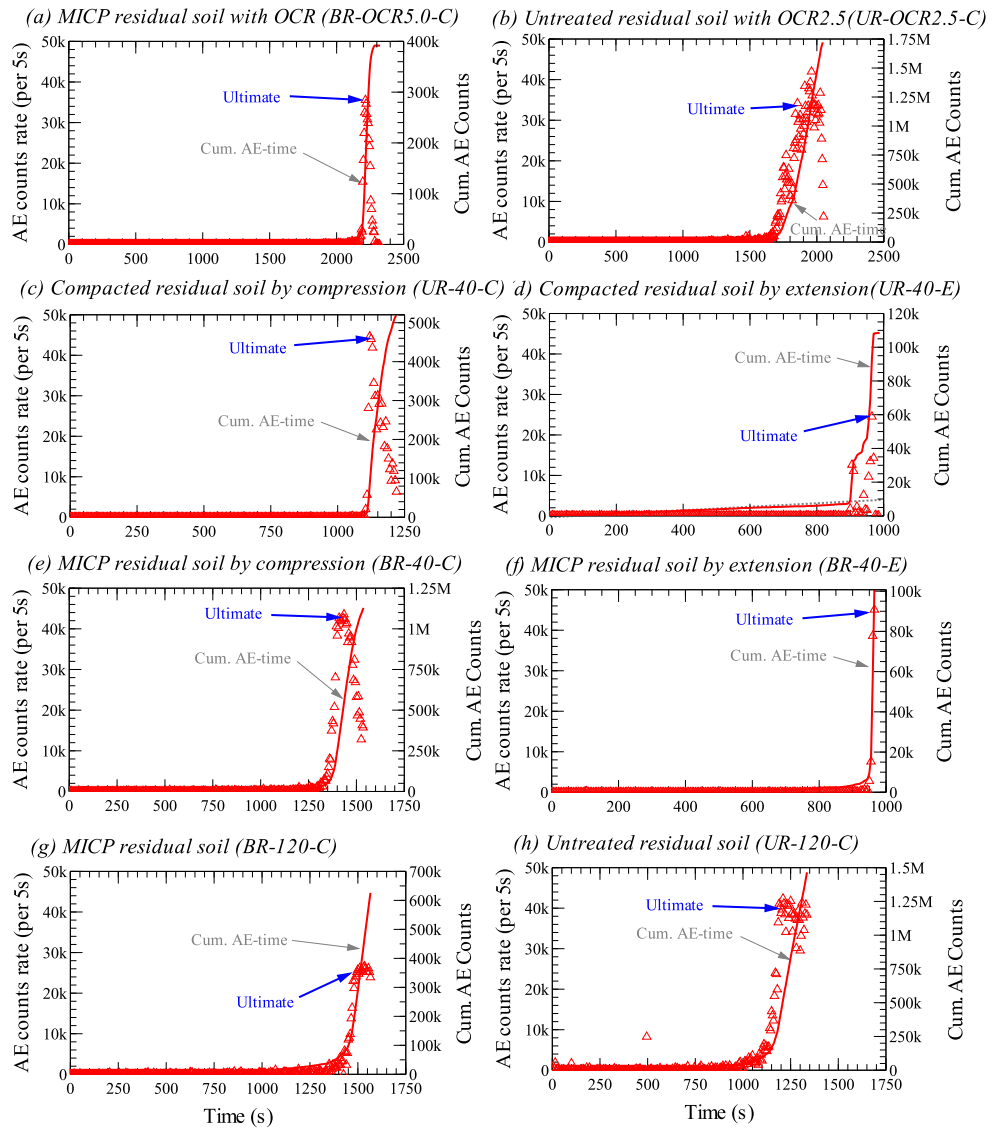 (a) MICP residual soil with OCR (BR-OCR5.0-C)
AE counts rate (per 5s)
50k
40k
30k
20k
10k
0
0 500 1000 1500 2000 2500
400k
300k
200k
100k
0
Cum. AE Counts
Ultimate
Cum. AE-time
(b) Untreated residual soil with OCR2.5(UR-OCR2.5-C)
AE counts rate (per 5s)
50k
40k
30k
20k
10k
0
0 500 1000 1500 2000 2500
1.75M
1.5M
1.25M
1M
750k
500k
250k
0
Cum. AE Counts
Ultimate
Cum. AE-time
(c) Compacted residual soil by compression (UR-40-C)
AE counts rate (per 5s)
50k
40k
30k
20k
10k
0
0 250 500 750 1000 1250
500k
400k
300k
200k
100k
0
Cum. AE Counts
Ultimate
Cum. AE-time
d) Compacted residual soil by extension(UR-40-E)
AE counts rate (per 5s)
50k
40k
30k
20k
10k
0
0 200 400 600 800 1000
120k
100k
80k
60k
40k
20k
0
Cum. AE Counts
Cum. AE-time
Ultimate
(e) MICP residual soil by compression (BR-40-C)
AE counts rate (per 5s)
50k
40k
30k
20k
10k
0
0 250 500 750 1000 1250 1500 1750
1.25M
1M
750k
500k
250k
0
Cum. AE Counts
Ultimate
Cum. AE-time
(f) MICP residual soil by extension (BR-40-E)
AE counts rate (per 5s)
50k
40k
30k
20k
10k
0
0 200 400 600 800 1000
100k
80k
60k
40k
20k
0
Cum. AE Counts
Ultimate
Cum. AE-time
(g) MICP residual soil (BR-120-C)
AE counts rate (per 5s)
50k
40k
30k
20k
10k
0
0 250 500 750 1000 1250 1500 1750
700k
600k
500k
400k
300k
200k
100k
0
Cum. AE Counts
Cum. AE-time
Ultimate
Time (s)
(h) Untreated residual soil (UR-120-C)
AE counts rate (per 5s)
50k
40k
30k
20k
10k
0
0 250 500 750 1000 1250 1500 1750
1.5M
1.25M
1M
750k
500k
250k
0
Cum. AE Counts
Ultimate
Cum. AE-time
Time (s)